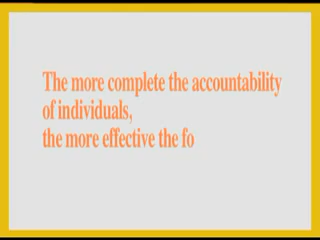 The more complete the accountability
of individuals,
the more effective the fo